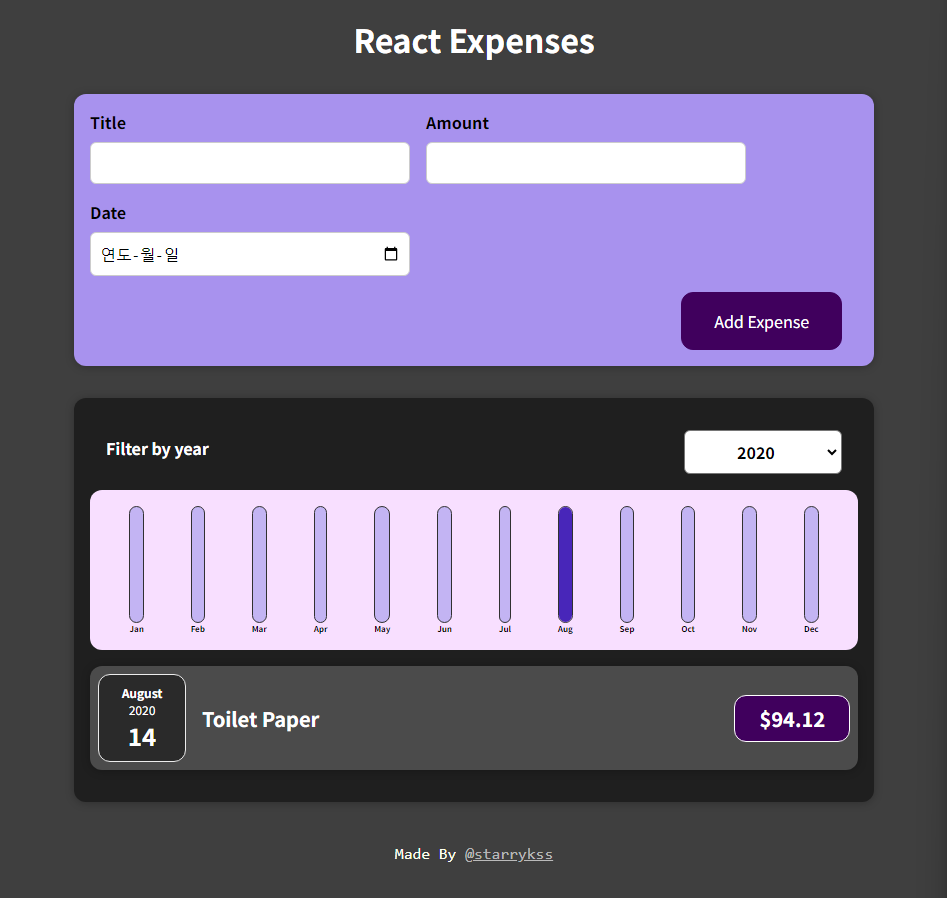 React Expenses
Title
Amount
Date
연도-월-일
Add Expense
Filter by year
2020
Jan Feb Mar Apr May Jun Jul Aug Sep Oct Nov Dec
August
2020
14
Toilet Paper
$94.12
Made By @starrykss